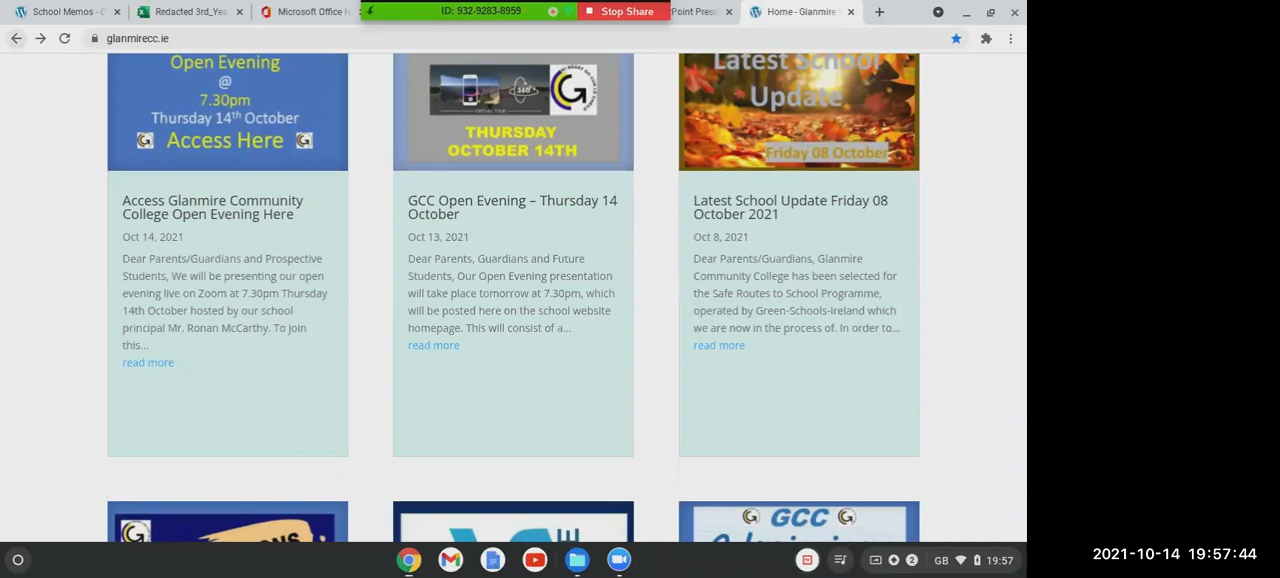 School Memos - G
Redacted 3rd_Yea
Microsoft Office H
ID: 932-9283-8959
Stop Share
Point Prese
Home - Glanmire
glanmirecc.ie
Open Evening
@
7.30pm
Thursday 14th October
G Access Here G
360°
THURSDAY
OCTOBER 14TH
Latest School
Update
Friday 08 October
Access Glanmire Community
College Open Evening Here
Oct 14, 2021
Dear Parents/Guardians and Prospective
Students, We will be presenting our open
evening live on Zoom at 7.30pm Thursday
14th October hosted by our school
principal Mr. Ronan McCarthy. To join
this...
read more
GCC Open Evening – Thursday 14
October
Oct 13, 2021
Dear Parents, Guardians and Future
Students, Our Open Evening presentation
will take place tomorrow at 7.30pm, which
will be posted here on the school website
homepage. This will consist of a...
read more
Latest School Update Friday 08
October 2021
Oct 8, 2021
Dear Parents/Guardians, Glanmire
Community College has been selected for
the Safe Routes to School Programme,
operated by Green-Schools-Ireland which
we are now in the process of. In order to...
read more
G GCC G
2
GB
19:57
2021-10-14 19:57:44